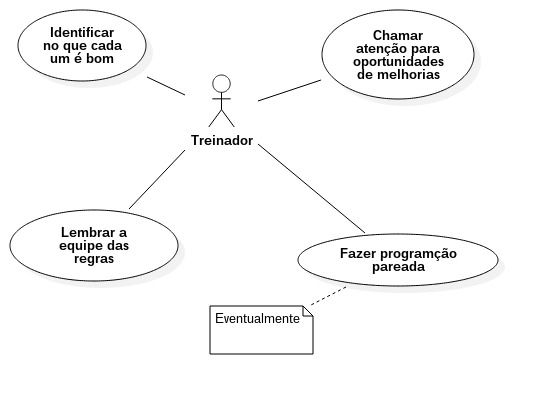 Identificar
no que cada
um é bom
Chamar
atenção para
oportunidades
de melhorias
Treinador
Lembrar a
equipe das
regras
Fazer programção
pareada
Eventualmente